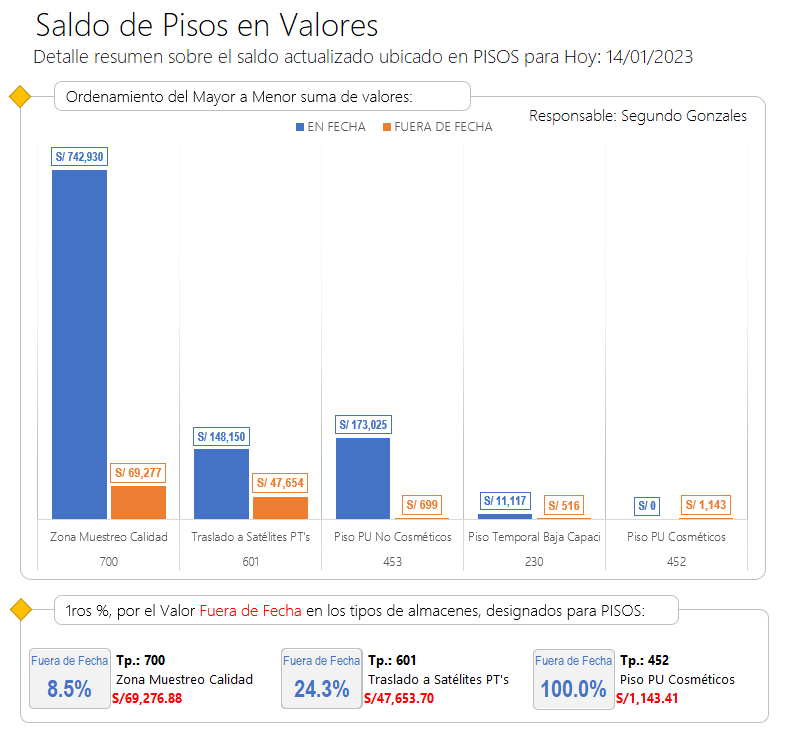 Saldo de Pisos en Valores
Detalle resumen sobre el saldo actualizado ubicado en PISOS para Hoy: 14/01/2023
Ordenamiento del Mayor a Menor suma de valores:
Responsable: Segundo Gonzales
EN FECHA FUERA DE FECHA
S/ 742,930
S/ 69,277
S/ 148,150
S/ 47,654
S/ 173,025
S/ 699
S/ 11,117
S/ 516
S/ 0
S/ 1,143
Zona Muestreo Calidad Traslado a Satélites PT's Piso PU No Cosméticos Piso Temporal Baja Capaci Piso PU Cosméticos
700 601 453 230 452
1ros %, por el Valor Fuera de Fecha en los tipos de almacenes, designados para PISOS:
Fuera de Fecha
8.5%
Tp.: 700
Zona Muestreo Calidad
S/69,276.88
Fuera de Fecha
24.3%
Tp.: 601
Traslado a Satélites PT's
S/47,653.70
Fuera de Fecha
100.0%
Tp.: 452
Piso PU Cosméticos
S/1,143.41